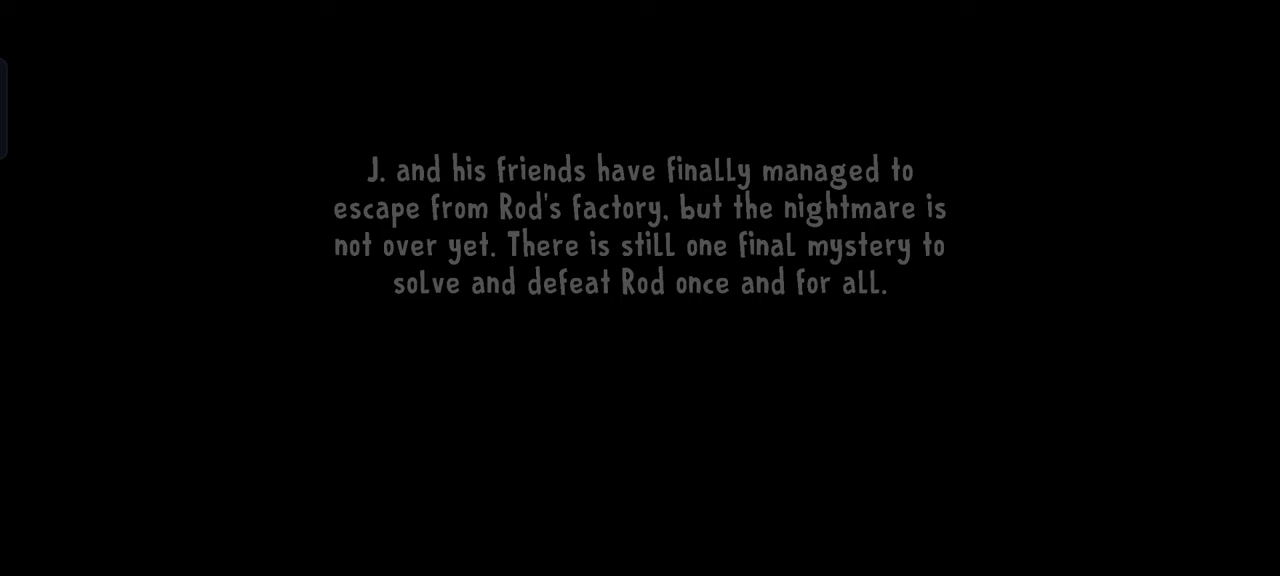 J. and his friends have finally managed to
escape from Rod's factory, but the nightmare is
not over yet. There is still one final mystery to
solve and defeat Rod once and for all.